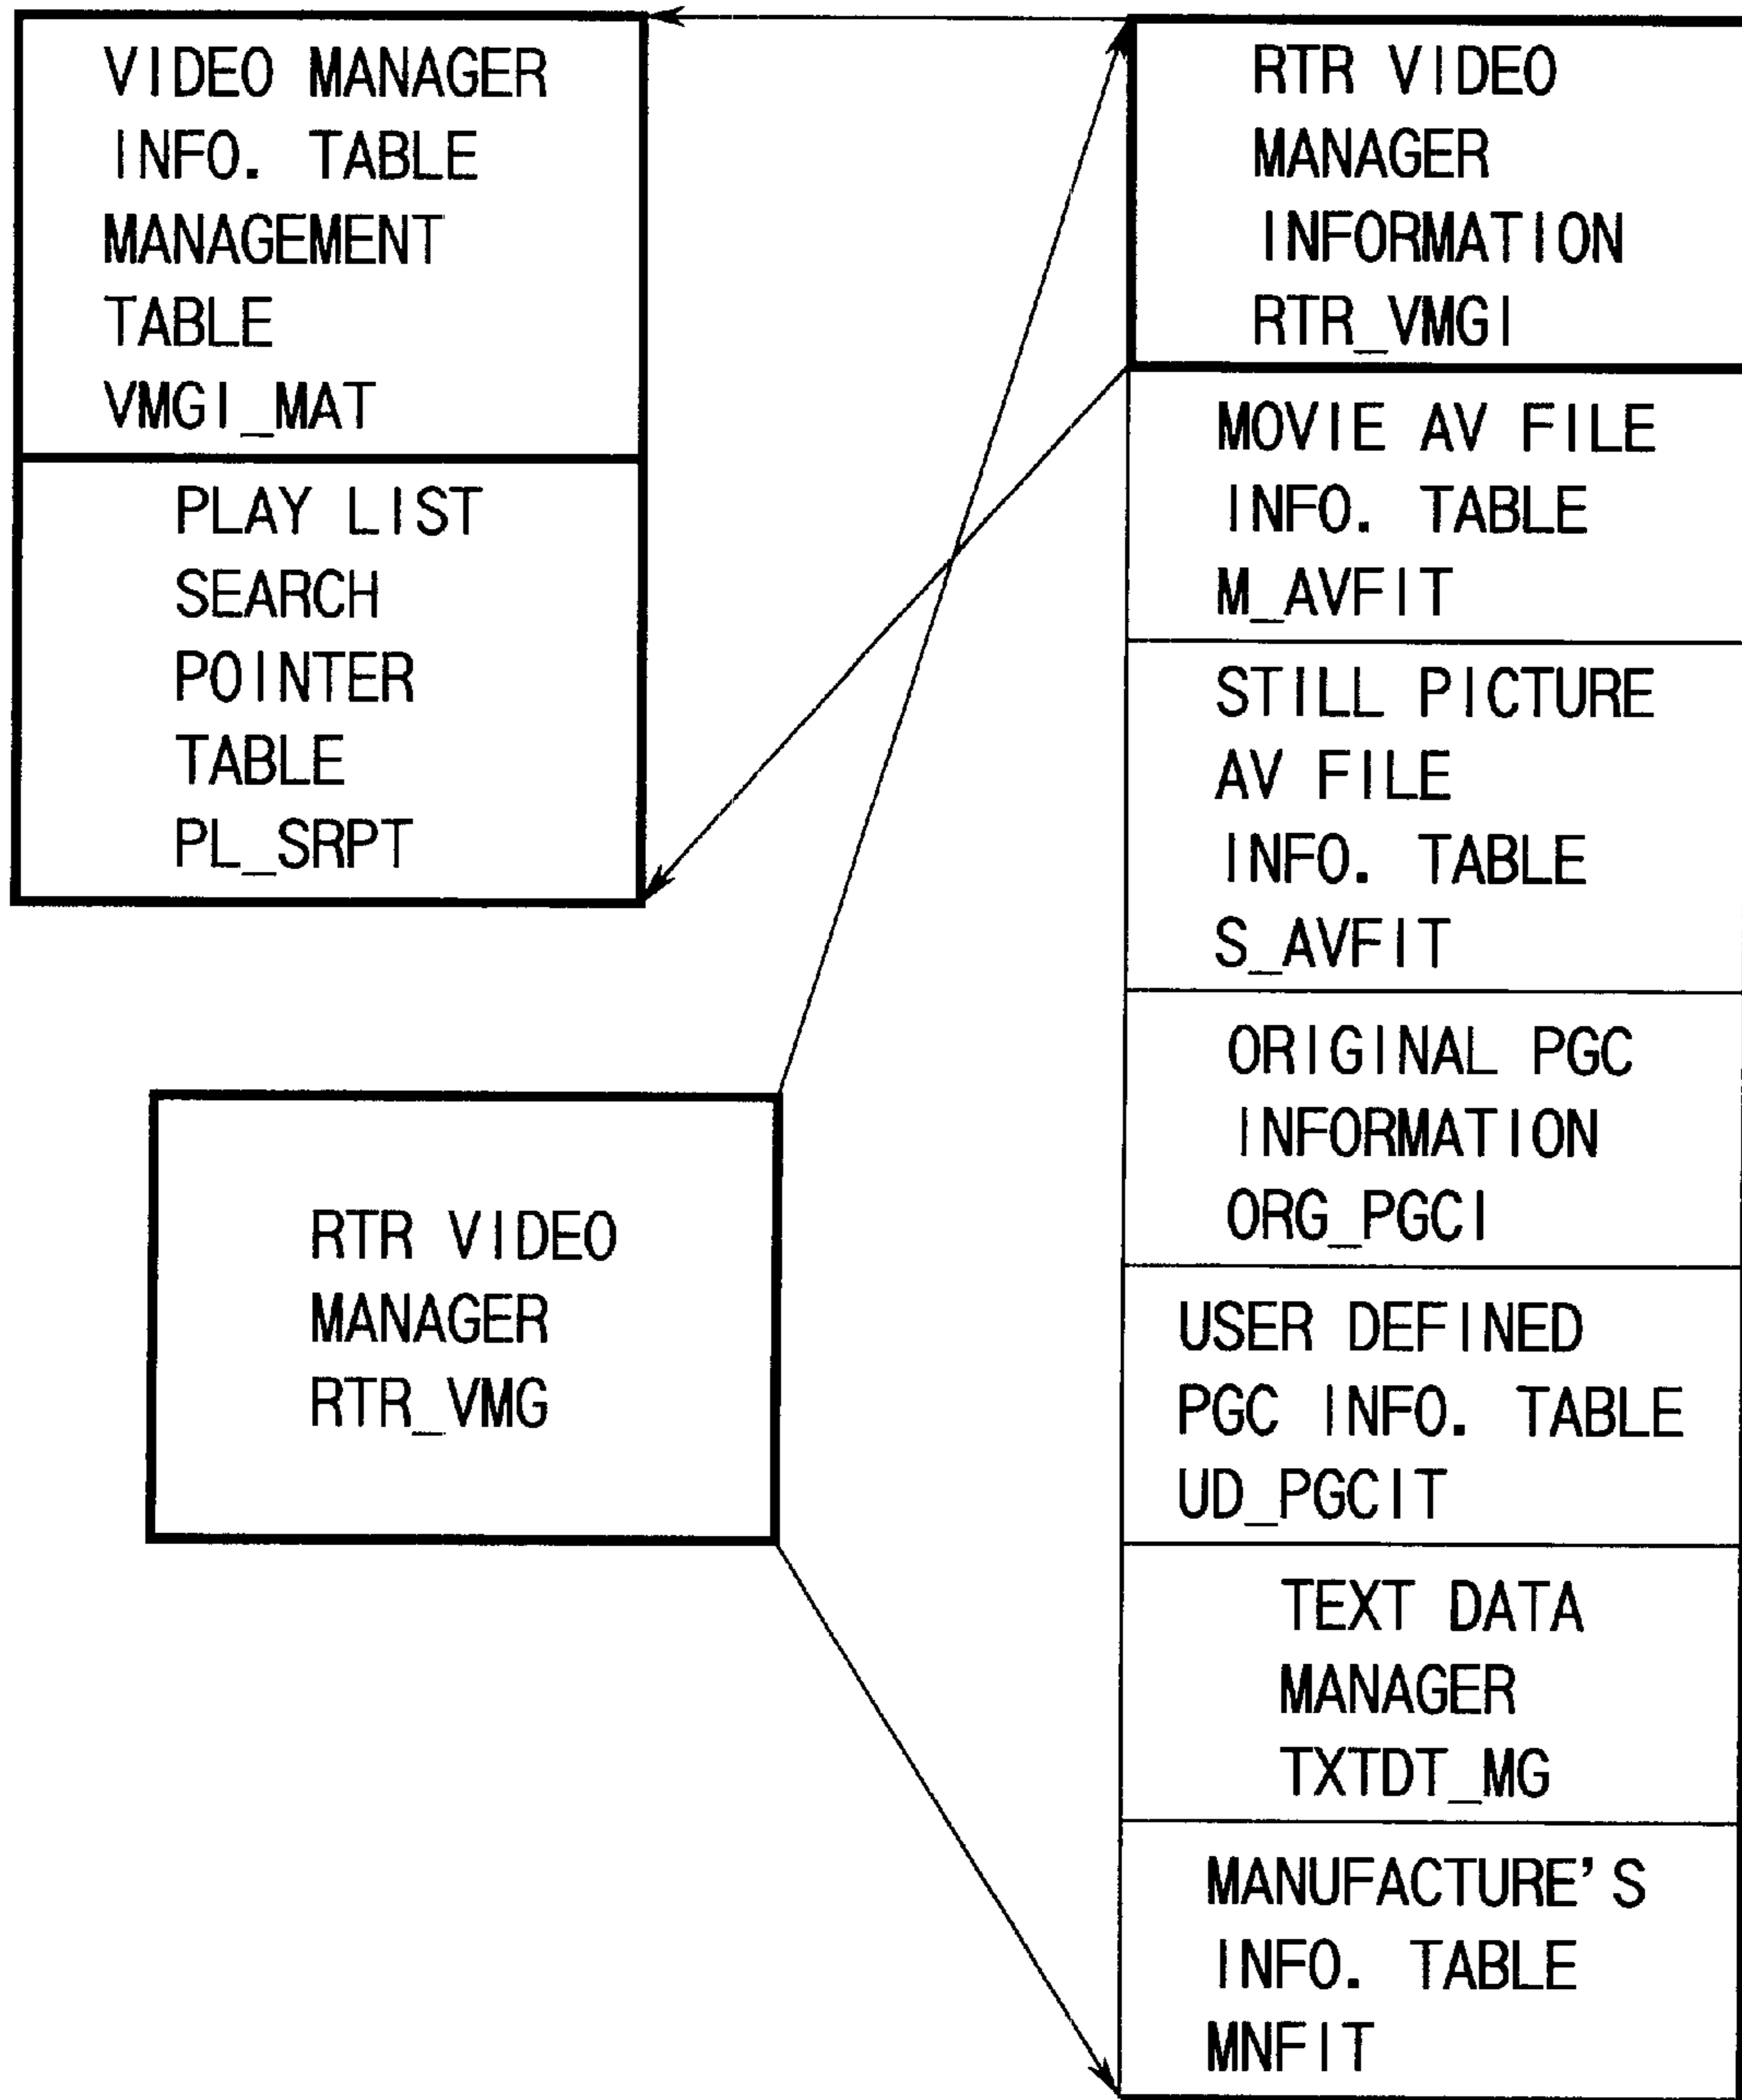 VIDEO MANAGER
INFO. TABLE
MANAGEMENT
TABLE
VMGI_MAT
PLAY LIST
SEARCH
POINTER
TABLE
PL_SRPT
RTR VIDEO
MANAGER
RTR_VMG
RTR VIDEO
MANAGER
INFORMATION
RTR_VMGI
MOVIE AV FILE
INFO. TABLE
M_AVFIT
STILL PICTURE
AV FILE
INFO. TABLE
S_AVFIT
ORIGINAL PGC
INFORMATION
ORG_PGCI
USER DEFINED
PGC INFO. TABLE
UD_PGCIT
TEXT DATA
MANAGER
TXTDT_MG
MANUFACTURE'S
INFO. TABLE
MNFIT